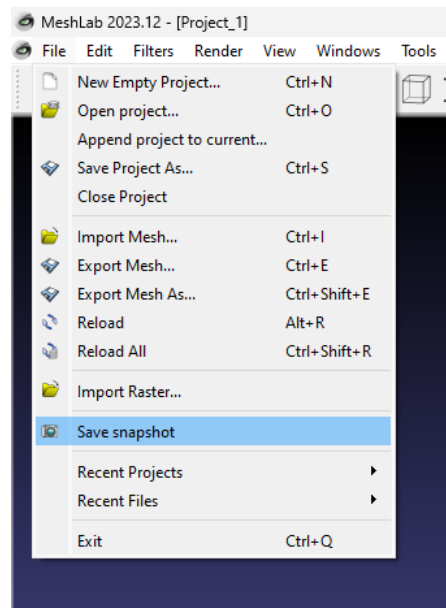 MeshLab 2023.12 - [Project_1]
File Edit Filters Render View Windows Tools
New Empty Project... Ctrl+N
Open project... Ctrl+O
Append project to current...
Save Project As... Ctrl+S
Close Project
Import Mesh... Ctrl+I
Export Mesh... Ctrl+E
Export Mesh As... Ctrl+Shift+E
Reload Alt+R
Reload All Ctrl+Shift+R
Import Raster...
Save snapshot
Recent Projects
Recent Files
Exit Ctrl+Q